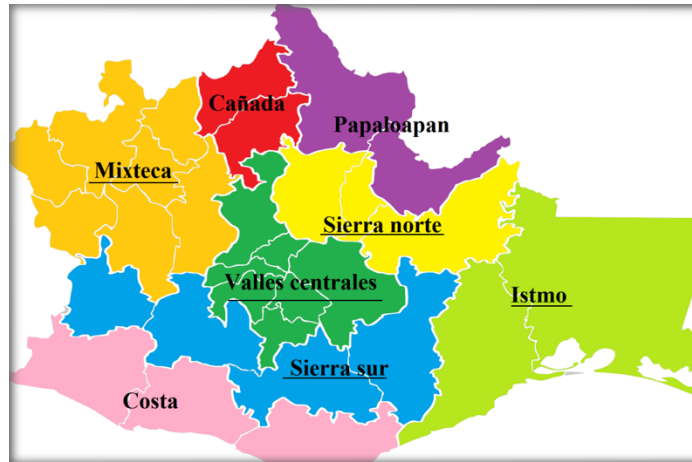 Cañada
Papaloapan
Mixteca
Sierra norte
Valles centrales
Istmo
Sierra sur
Costa